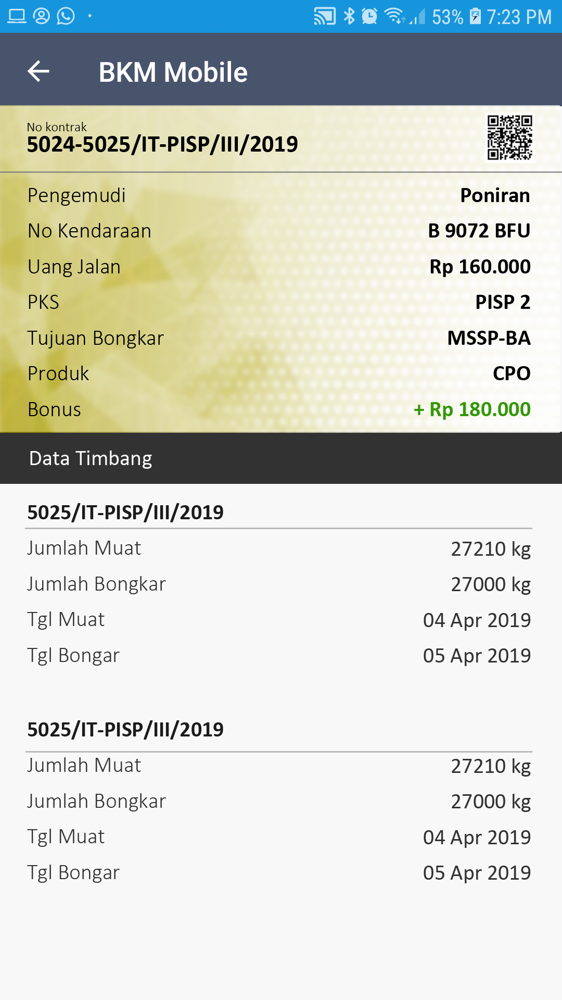 53% 7:23 PM
BKM Mobile
No kontrak
5024-5025/IT-PISP/III/2019
Pengemudi Poniran
No Kendaraan B 9072 BFU
Uang Jalan Rp 160.000
PKS PISP 2
Tujuan Bongkar MSSP-BA
Produk CPO
Bonus + Rp 180.000
Data Timbang
5025/IT-PISP/III/2019
Jumlah Muat 27210 kg
Jumlah Bongkar 27000 kg
Tgl Muat 04 Apr 2019
Tgl Bongar 05 Apr 2019
5025/IT-PISP/III/2019
Jumlah Muat 27210 kg
Jumlah Bongkar 27000 kg
Tgl Muat 04 Apr 2019
Tgl Bongar 05 Apr 2019